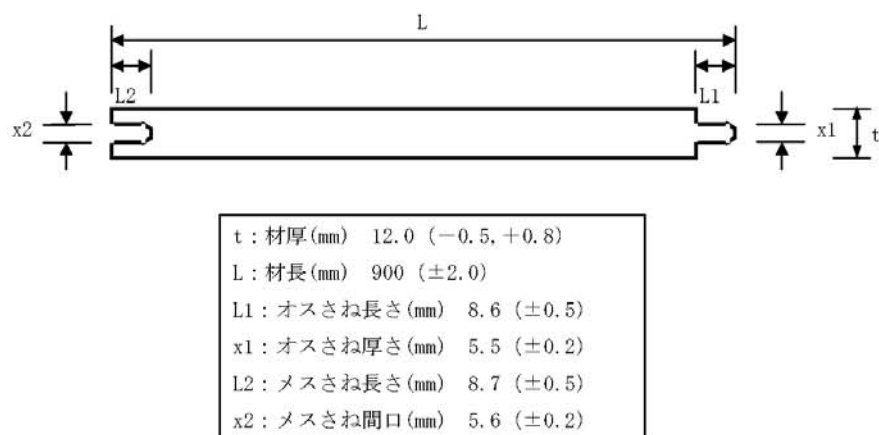 L
L2
L1
x2
x1
t
t：材厚(mm) 12.0 (－0.5,＋0.8)
L：材長(mm) 900 (±2.0)
L1：オスさね長さ(mm) 8.6 (±0.5)
x1：オスさね厚さ(mm) 5.5 (±0.2)
L2：メスさね長さ(mm) 8.7 (±0.5)
x2：メスさね間口(mm) 5.6 (±0.2)